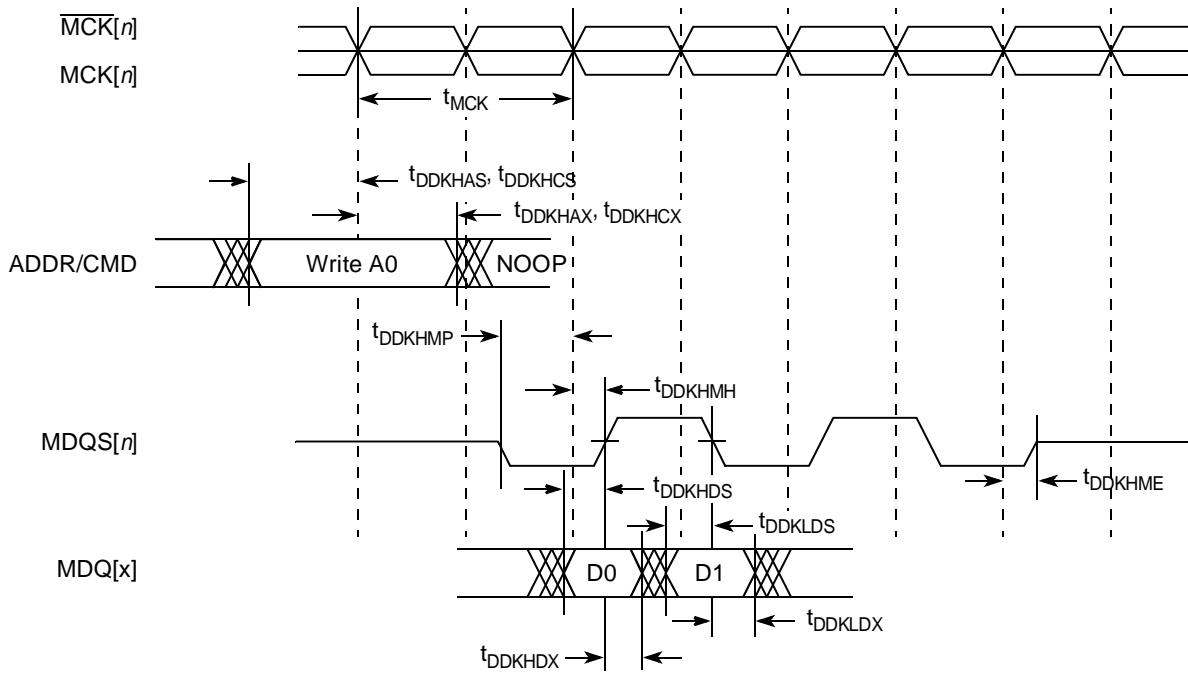 MCK[n]
MCK[n]
tMCK
tDDKHAS, tDDKHCS
tDDKHAX, tDDKHCX
ADDR/CMD
Write A0
NOOP
tDDKHMP
tDDKHMH
MDQS[n]
tDDKHDS
tDDKHME
tDDKLDS
MDQ[x]
D0
D1
tDDKLDX
tDDKHDX